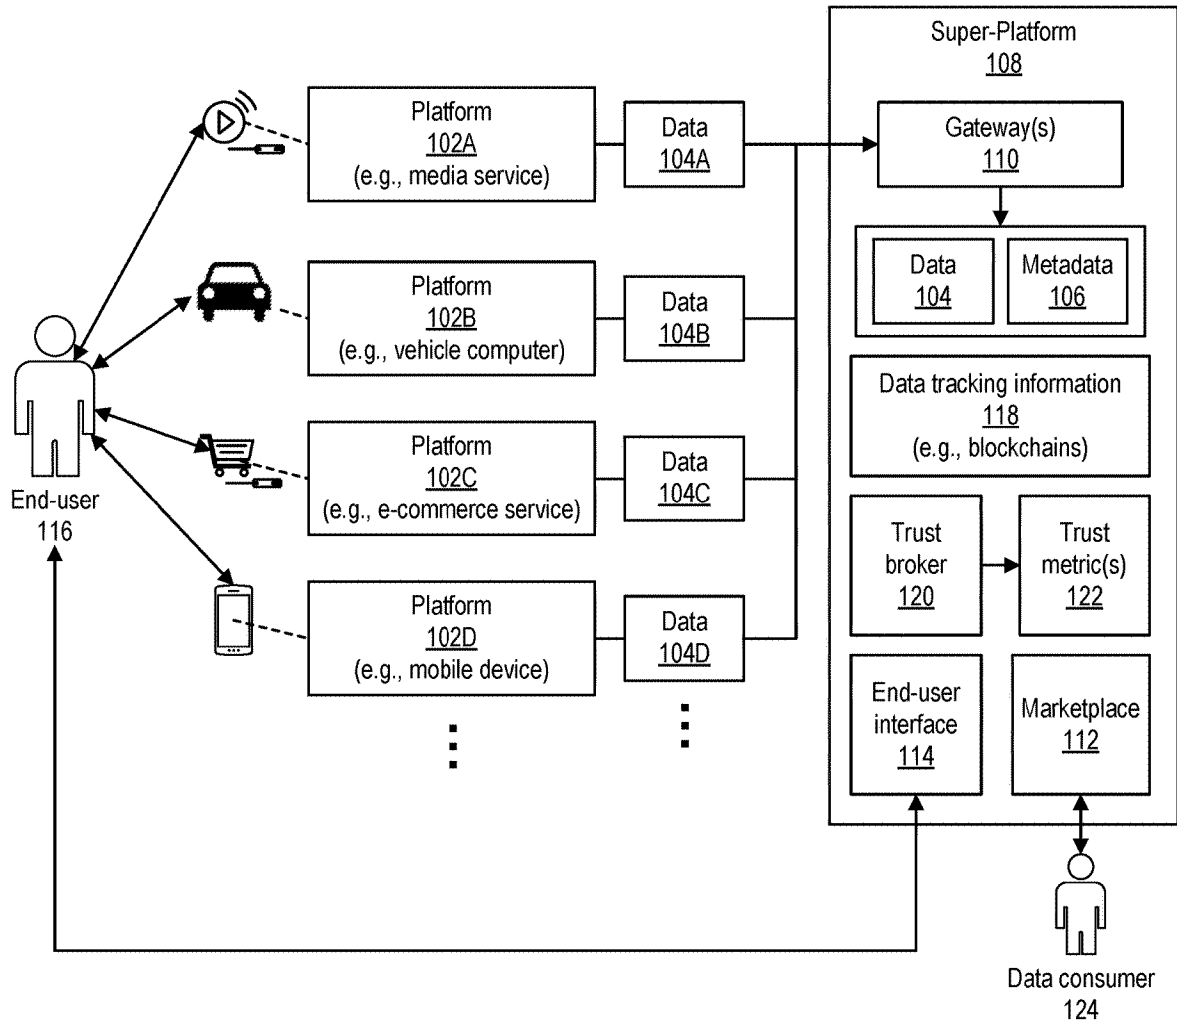 Super-Platform
108
Platform
102A
(e.g., media service)
Data
104A
Gateway(s)
110
Data
104
Metadata
106
Platform
102B
(e.g., vehicle computer)
Data
104B
Data tracking information
118
(e.g., blockchains)
Platform
102C
(e.g., e-commerce service)
Data
104C
End-user
116
Trust
broker
120
Trust
metric(s)
122
Platform
102D
(e.g., mobile device)
Data
104D
End-user
interface
114
Marketplace
112
Data consumer
124